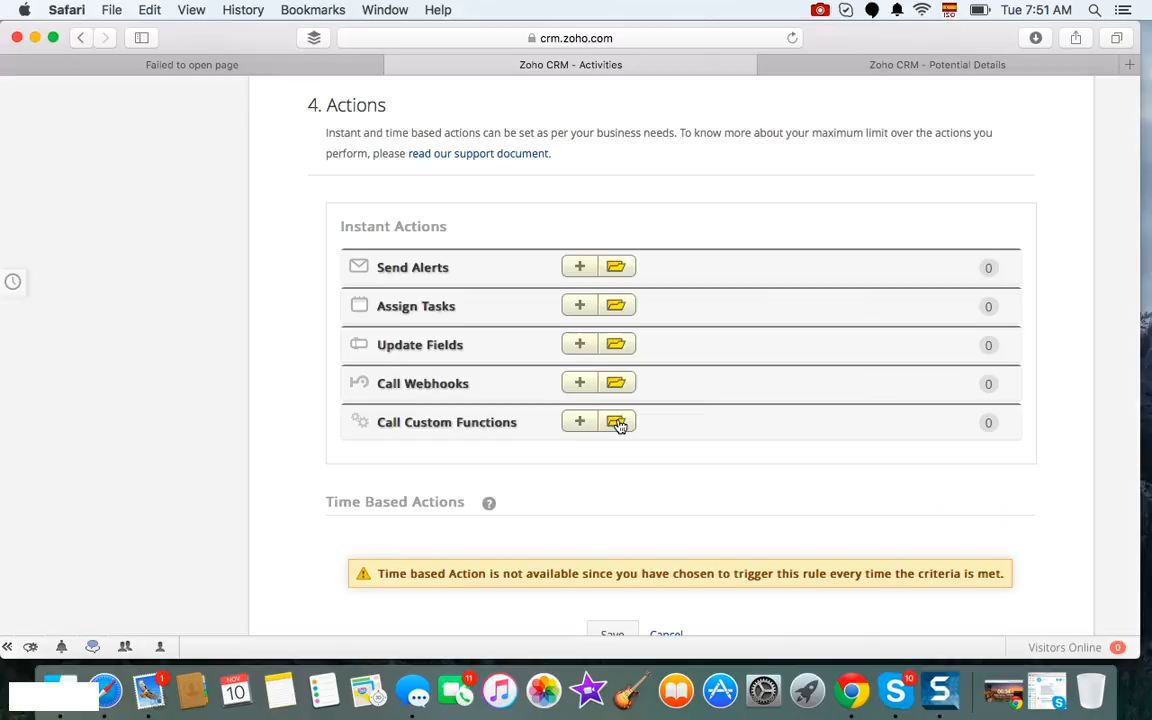 Safari File Edit View History Bookmarks Window Help
ISO
Tue 7:51 AM
crm.zoho.com
Failed to open page
Zoho CRM - Activities
Zoho CRM - Potential Details
4. Actions
Instant and time based actions can be set as per your business needs. To know more about your maximum limit over the actions you
perform, please read our support document.
Instant Actions
Send Alerts 0
Assign Tasks 0
Update Fields 0
Call Webhooks 0
Call Custom Functions 0
Time Based Actions ?
Time based Action is not available since you have chosen to trigger this rule every time the criteria is met.
Save Cancel
Visitors Online 0
1
NOV
10
11
10
S